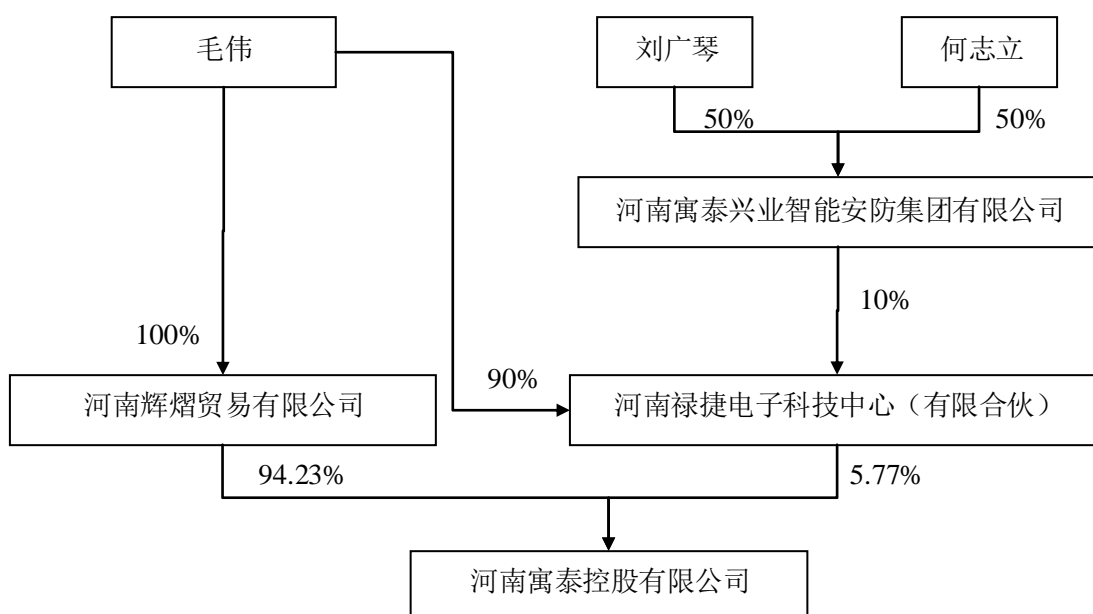 毛伟
刘广琴
何志立
50%
50%
河南寓泰兴业智能安防集团有限公司
10%
100%
90%
河南辉熠贸易有限公司
河南禄捷电子科技中心（有限合伙）
94.23%
5.77%
河南寓泰控股有限公司